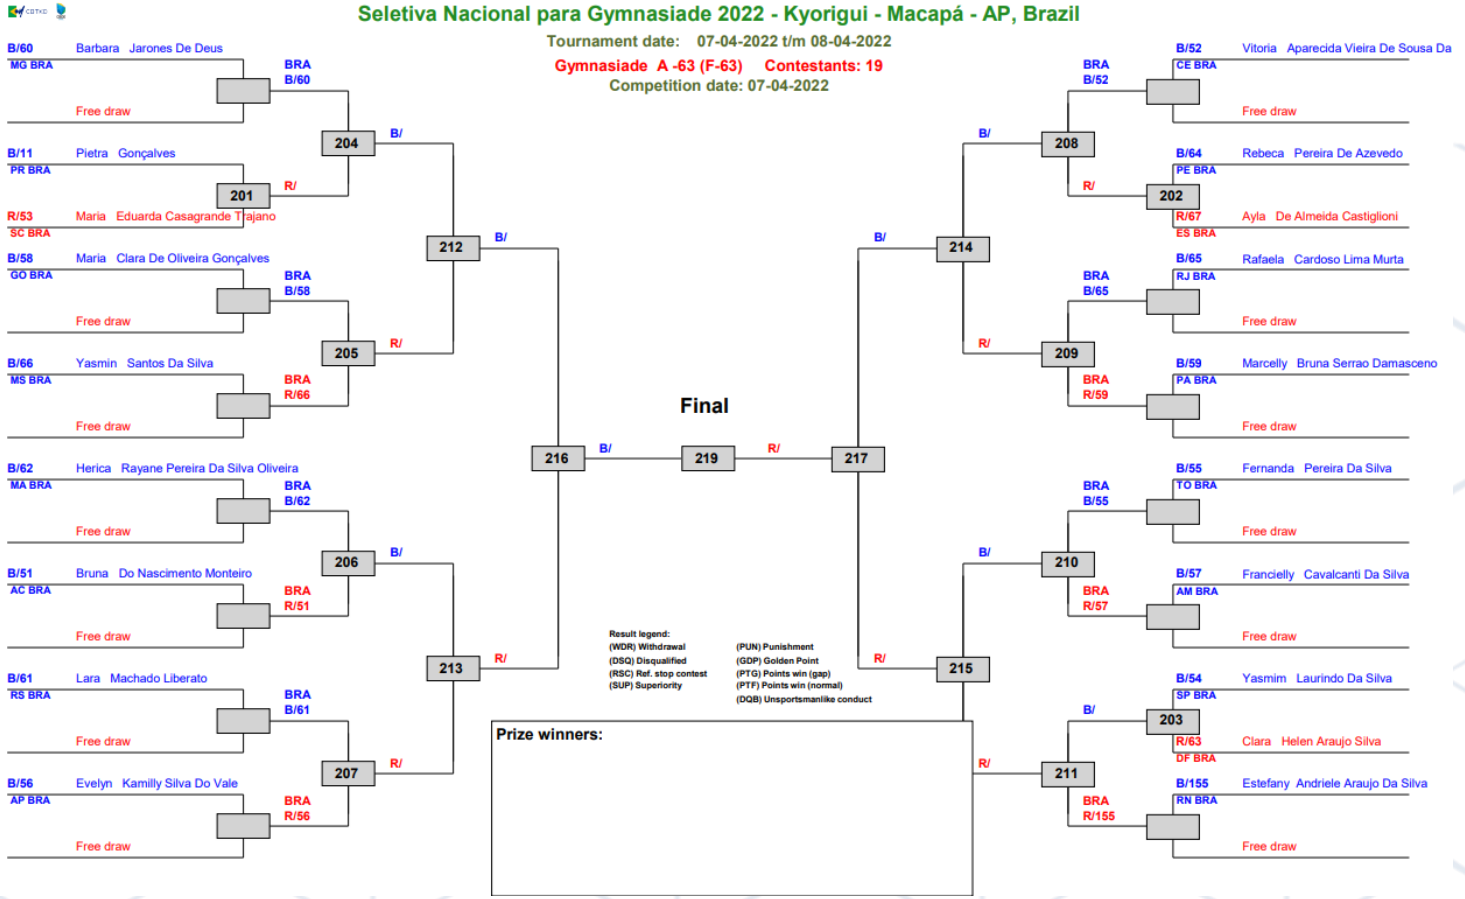 CBTKD
Seletiva Nacional para Gymnasiade 2022 - Kyorigui - Macapá - AP, Brazil
Tournament date: 07-04-2022 t/m 08-04-2022
Gymnasiade A -63 (F-63) Contestants: 19
Competition date: 07-04-2022
B/60 Barbara Jarones De Deus
MG BRA
BRA
B/60
Free draw
204
B/
B/11 Pietra Gonçalves
PR BRA
201
R/
R/53 Maria Eduarda Casagrande Trajano
SC BRA
212
B/
B/58 Maria Clara De Oliveira Gonçalves
GO BRA
BRA
B/58
Free draw
205
R/
B/66 Yasmin Santos Da Silva
MS BRA
BRA
R/66
Free draw
216
B/
B/62 Herica Rayane Pereira Da Silva Oliveira
MA BRA
BRA
B/62
Free draw
206
B/
B/51 Bruna Do Nascimento Monteiro
AC BRA
BRA
R/51
Free draw
213
R/
B/61 Lara Machado Liberato
RS BRA
BRA
B/61
Free draw
207
R/
B/56 Evelyn Kamilly Silva Do Vale
AP BRA
BRA
R/56
Free draw
Final
219
R/
217
Result legend:
(WDR) Withdrawal
(DSQ) Disqualified
(RSC) Ref. stop contest
(SUP) Superiority
(PUN) Punishment
(GDP) Golden Point
(PTG) Points win (gap)
(PTF) Points win (normal)
(DQB) Unsportsmanlike conduct
Prize winners:
B/52 Vitoria Aparecida Vieira De Sousa Da
CE BRA
BRA
B/52
Free draw
B/
208
B/64 Rebeca Pereira De Azevedo
PE BRA
R/
202
R/67 Ayla De Almeida Castiglioni
ES BRA
B/
214
B/65 Rafaela Cardoso Lima Murta
RJ BRA
BRA
B/65
Free draw
R/
209
B/59 Marcelly Bruna Serrao Damasceno
PA BRA
BRA
R/59
Free draw
B/55 Fernanda Pereira Da Silva
TO BRA
BRA
B/55
Free draw
B/
210
B/57 Francielly Cavalcanti Da Silva
AM BRA
BRA
R/57
Free draw
R/
215
B/54 Yasmim Laurindo Da Silva
SP BRA
B/
203
R/63 Clara Helen Araujo Silva
DF BRA
R/
211
B/155 Estefany Andriele Araujo Da Silva
RN BRA
BRA
R/155
Free draw